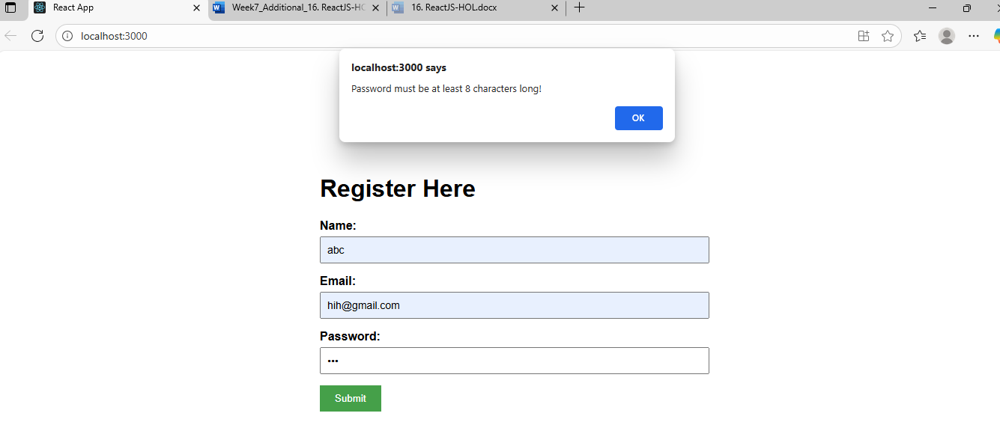 React App
Week7_Additional_16. ReactJS-HO
16. ReactJS-HOL.docx
localhost:3000
localhost:3000 says
Password must be at least 8 characters long!
OK
Register Here
Name:
abc
Email:
hih@gmail.com
Password:
•••
Submit